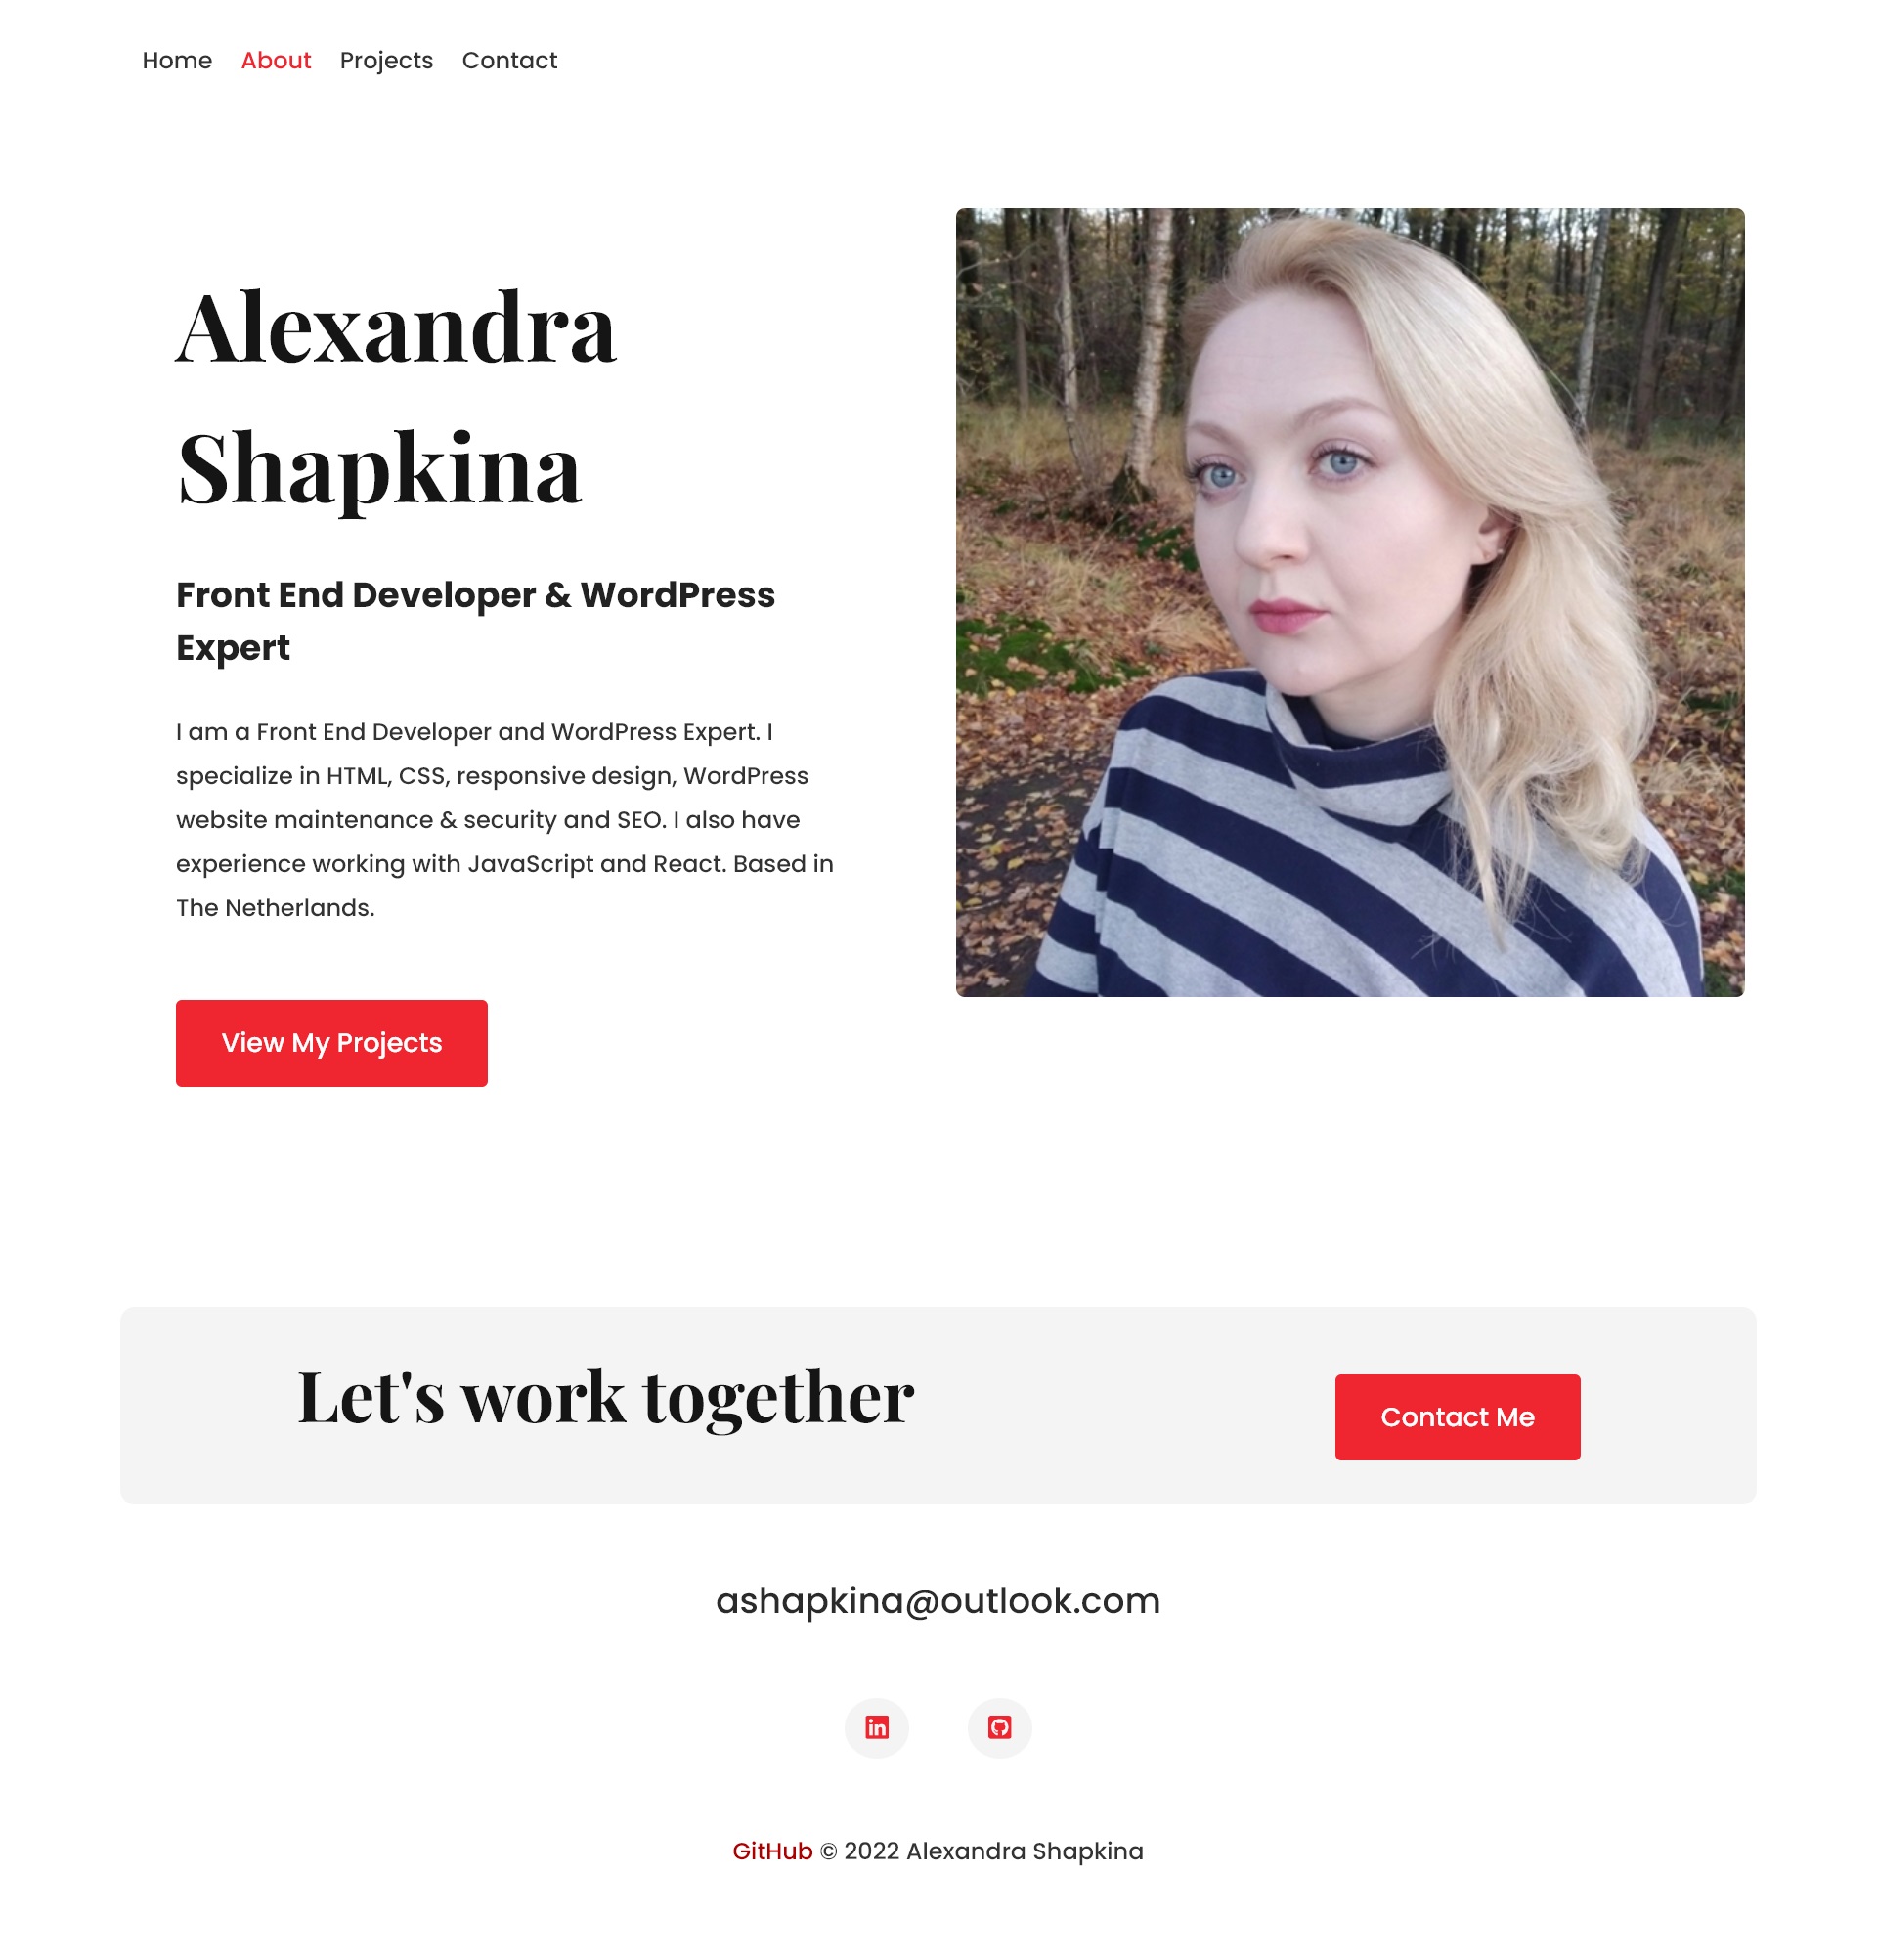 Home About Projects Contact
Alexandra
Shapkina
Front End Developer & WordPress
Expert
I am a Front End Developer and WordPress Expert. I
specialize in HTML, CSS, responsive design, WordPress
website maintenance & security and SEO. I also have
experience working with JavaScript and React. Based in
The Netherlands.
View My Projects
Let's work together
Contact Me
ashapkina@outlook.com
in
GitHub © 2022 Alexandra Shapkina